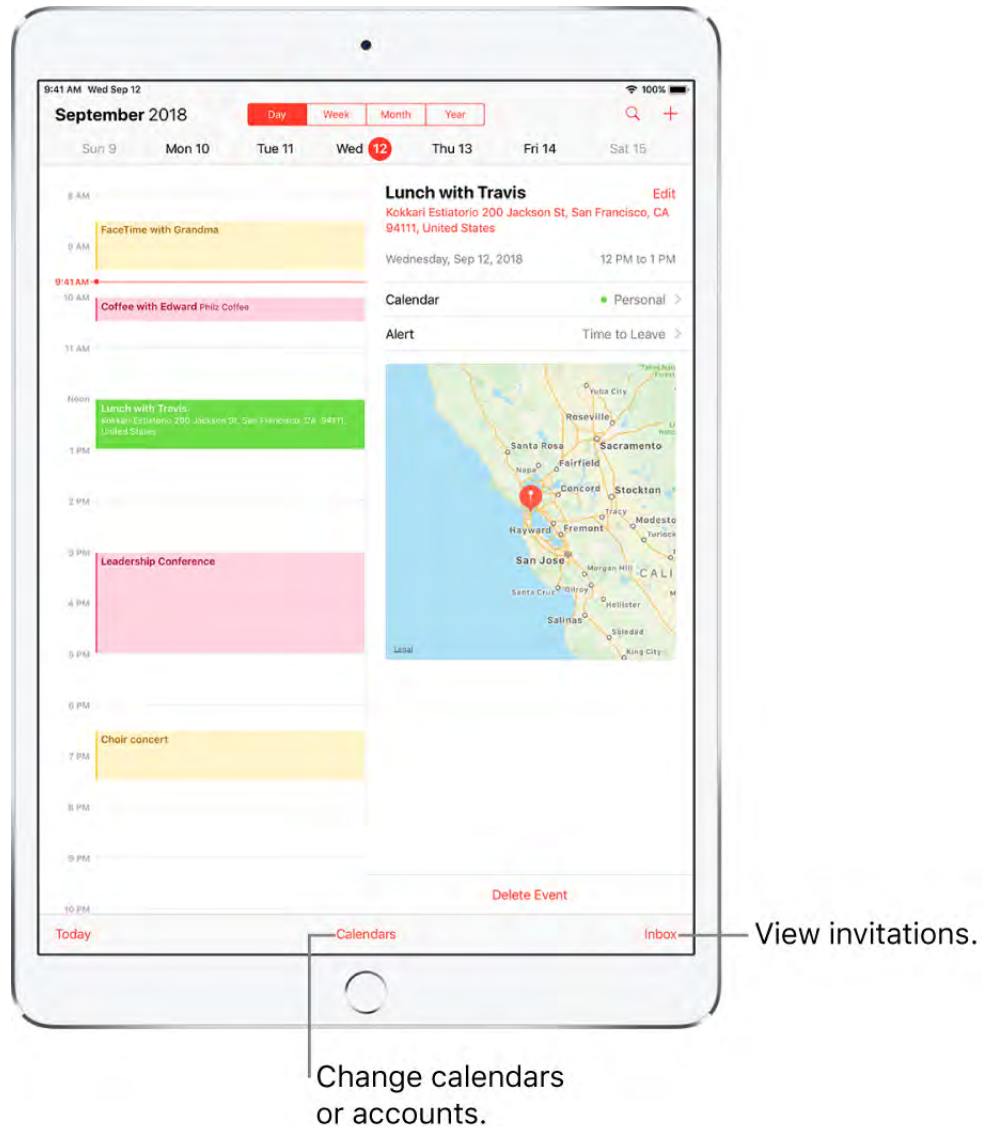 9:41 AM Wed Sep 12
100%
September 2018
Day Week Month Year
Sun 9 Mon 10 Tue 11 Wed 12 Thu 13 Fri 14 Sat 15
8 AM
FaceTime with Grandma
9 AM
9:41AM
10 AM
Coffee with Edward Philz Coffee
11 AM
Noon
Lunch with Travis
Kokkari Estiatorio 200 Jackson St, San Francisco, CA 94111,
United States
1 PM
2 PM
3 PM
Leadership Conference
4 PM
5 PM
6 PM
Choir concert
7 PM
8 PM
9 PM
10 PM
Lunch with Travis
Edit
Kokkari Estiatorio 200 Jackson St, San Francisco, CA
94111, United States
Wednesday, Sep 12, 2018 12 PM to 1 PM
Calendar Personal
Alert Time to Leave
Yuba City
Roseville
Santa Rosa Sacramento
Napa Fairfield
Concord Stockton
Tracy
Modesto
Hayward Fremont
Turlock
San Jose
Morgan Hill
CALI
Santa Cruz Gilroy
Hollister
Salinas
Soledad
Legal
King City
Delete Event
Today Calendars Inbox
View invitations.
Change calendars
or accounts.